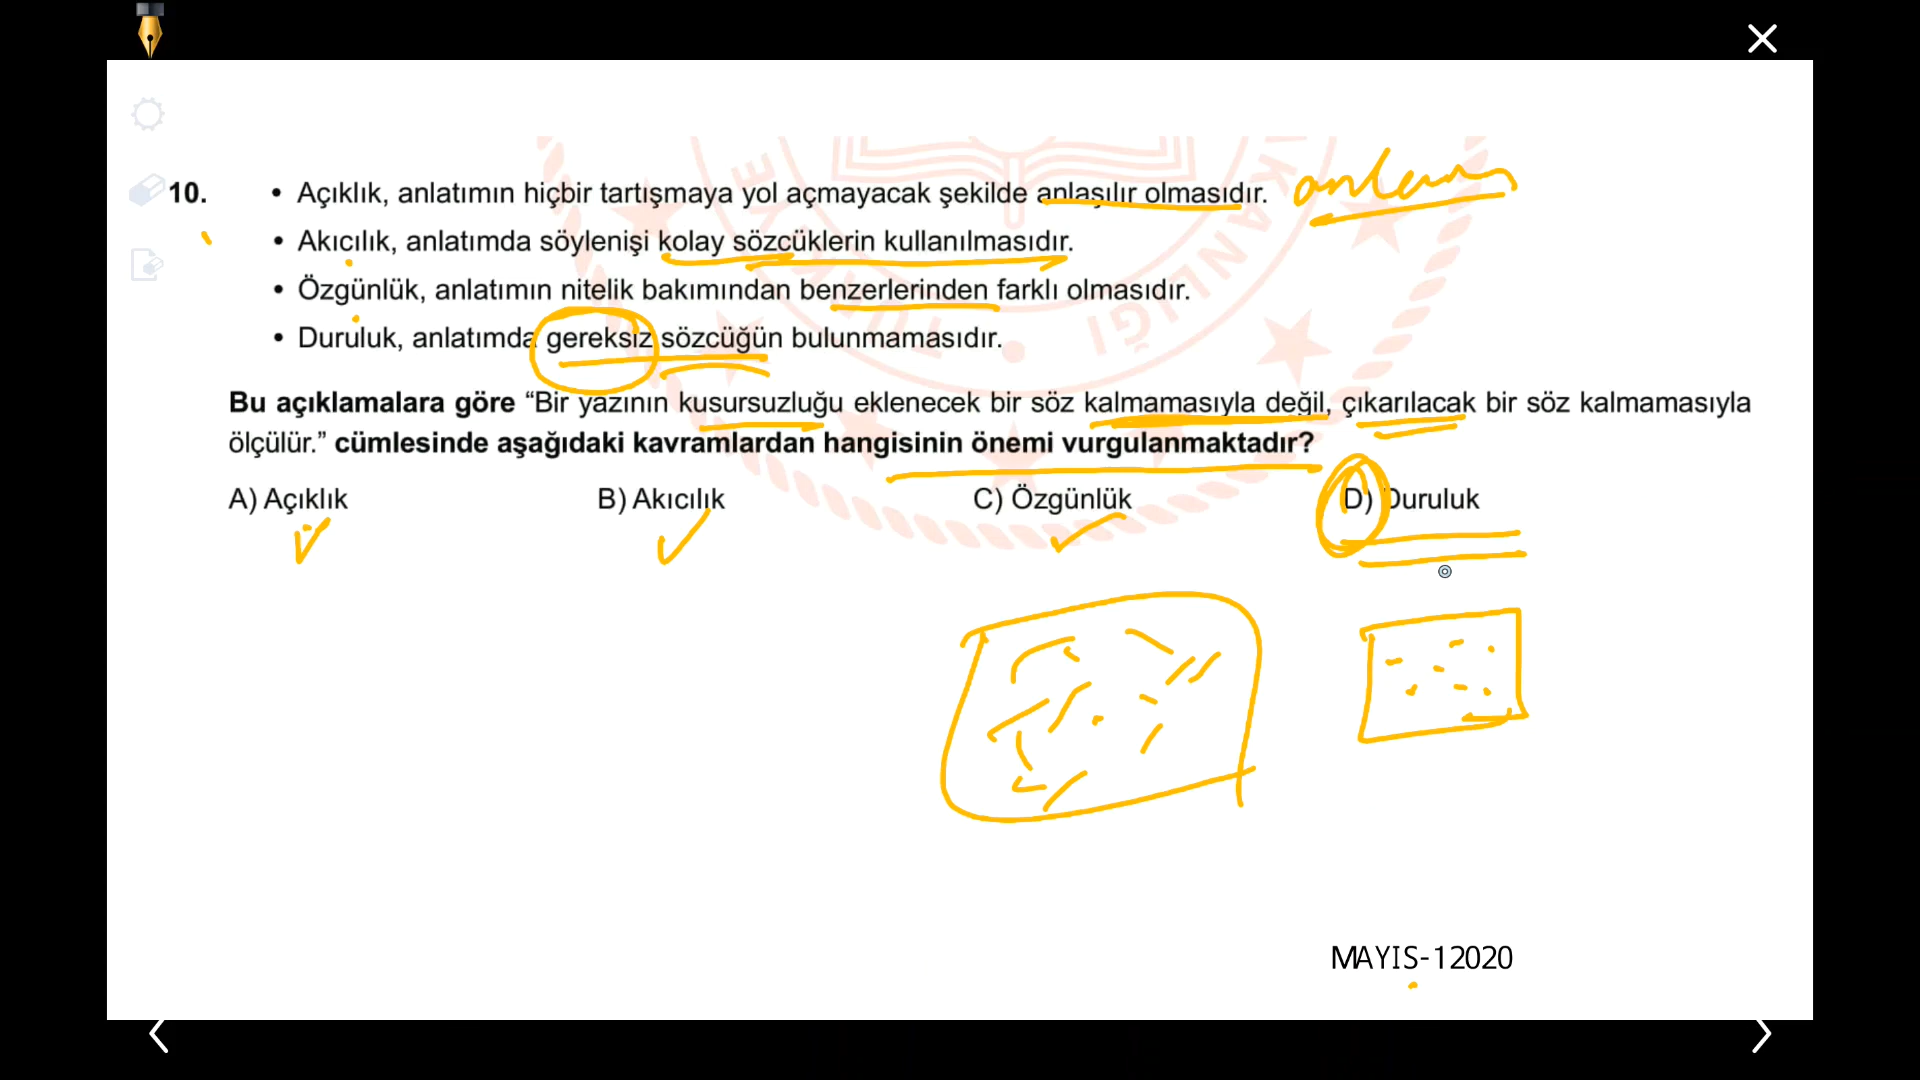 10. • Açıklık, anlatımın hiçbir tartışmaya yol açmayacak şekilde anlaşılır olmasıdır. anlam
• Akıcılık, anlatımda söylenişi kolay sözcüklerin kullanılmasıdır.
• Özgünlük, anlatımın nitelik bakımından benzerlerinden farklı olmasıdır.
• Duruluk, anlatımda gereksiz sözcüğün bulunmamasıdır.
Bu açıklamalara göre “Bir yazının kusursuzluğu eklenecek bir söz kalmamasıyla değil, çıkarılacak bir söz kalmamasıyla
ölçülür.” cümlesinde aşağıdaki kavramlardan hangisinin önemi vurgulanmaktadır?
A) Açıklık B) Akıcılık C) Özgünlük D) Duruluk
MAYIS-12020